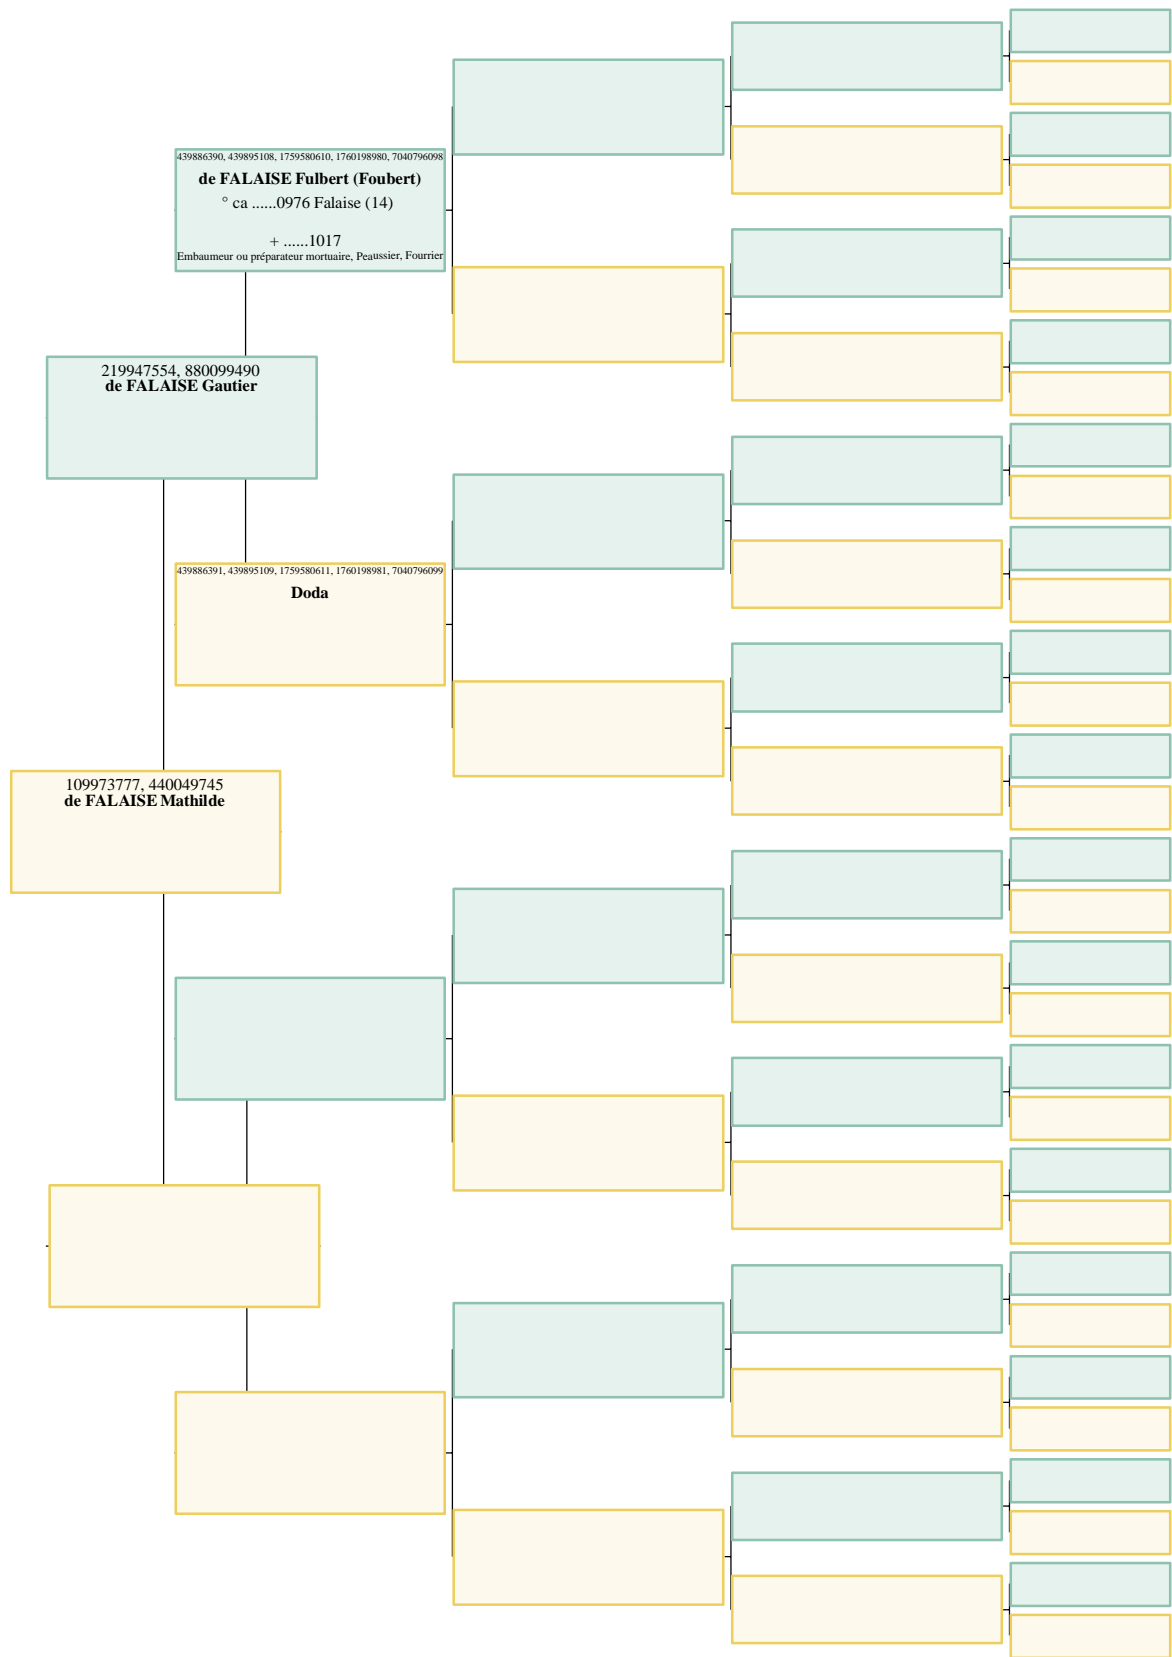 439886390, 439895108, 1759580610, 1760198980, 7040796098
de FALAISE Fulbert (Foubert)
° ca ......0976 Falaise (14)
+ ......1017
Embaumeur ou préparateur mortuaire, Peaussier, Fourrier
219947554, 880099490
de FALAISE Gautier
439886391, 439895109, 1759580611, 1760198981, 7040796099
Doda
109973777, 440049745
de FALAISE Mathilde